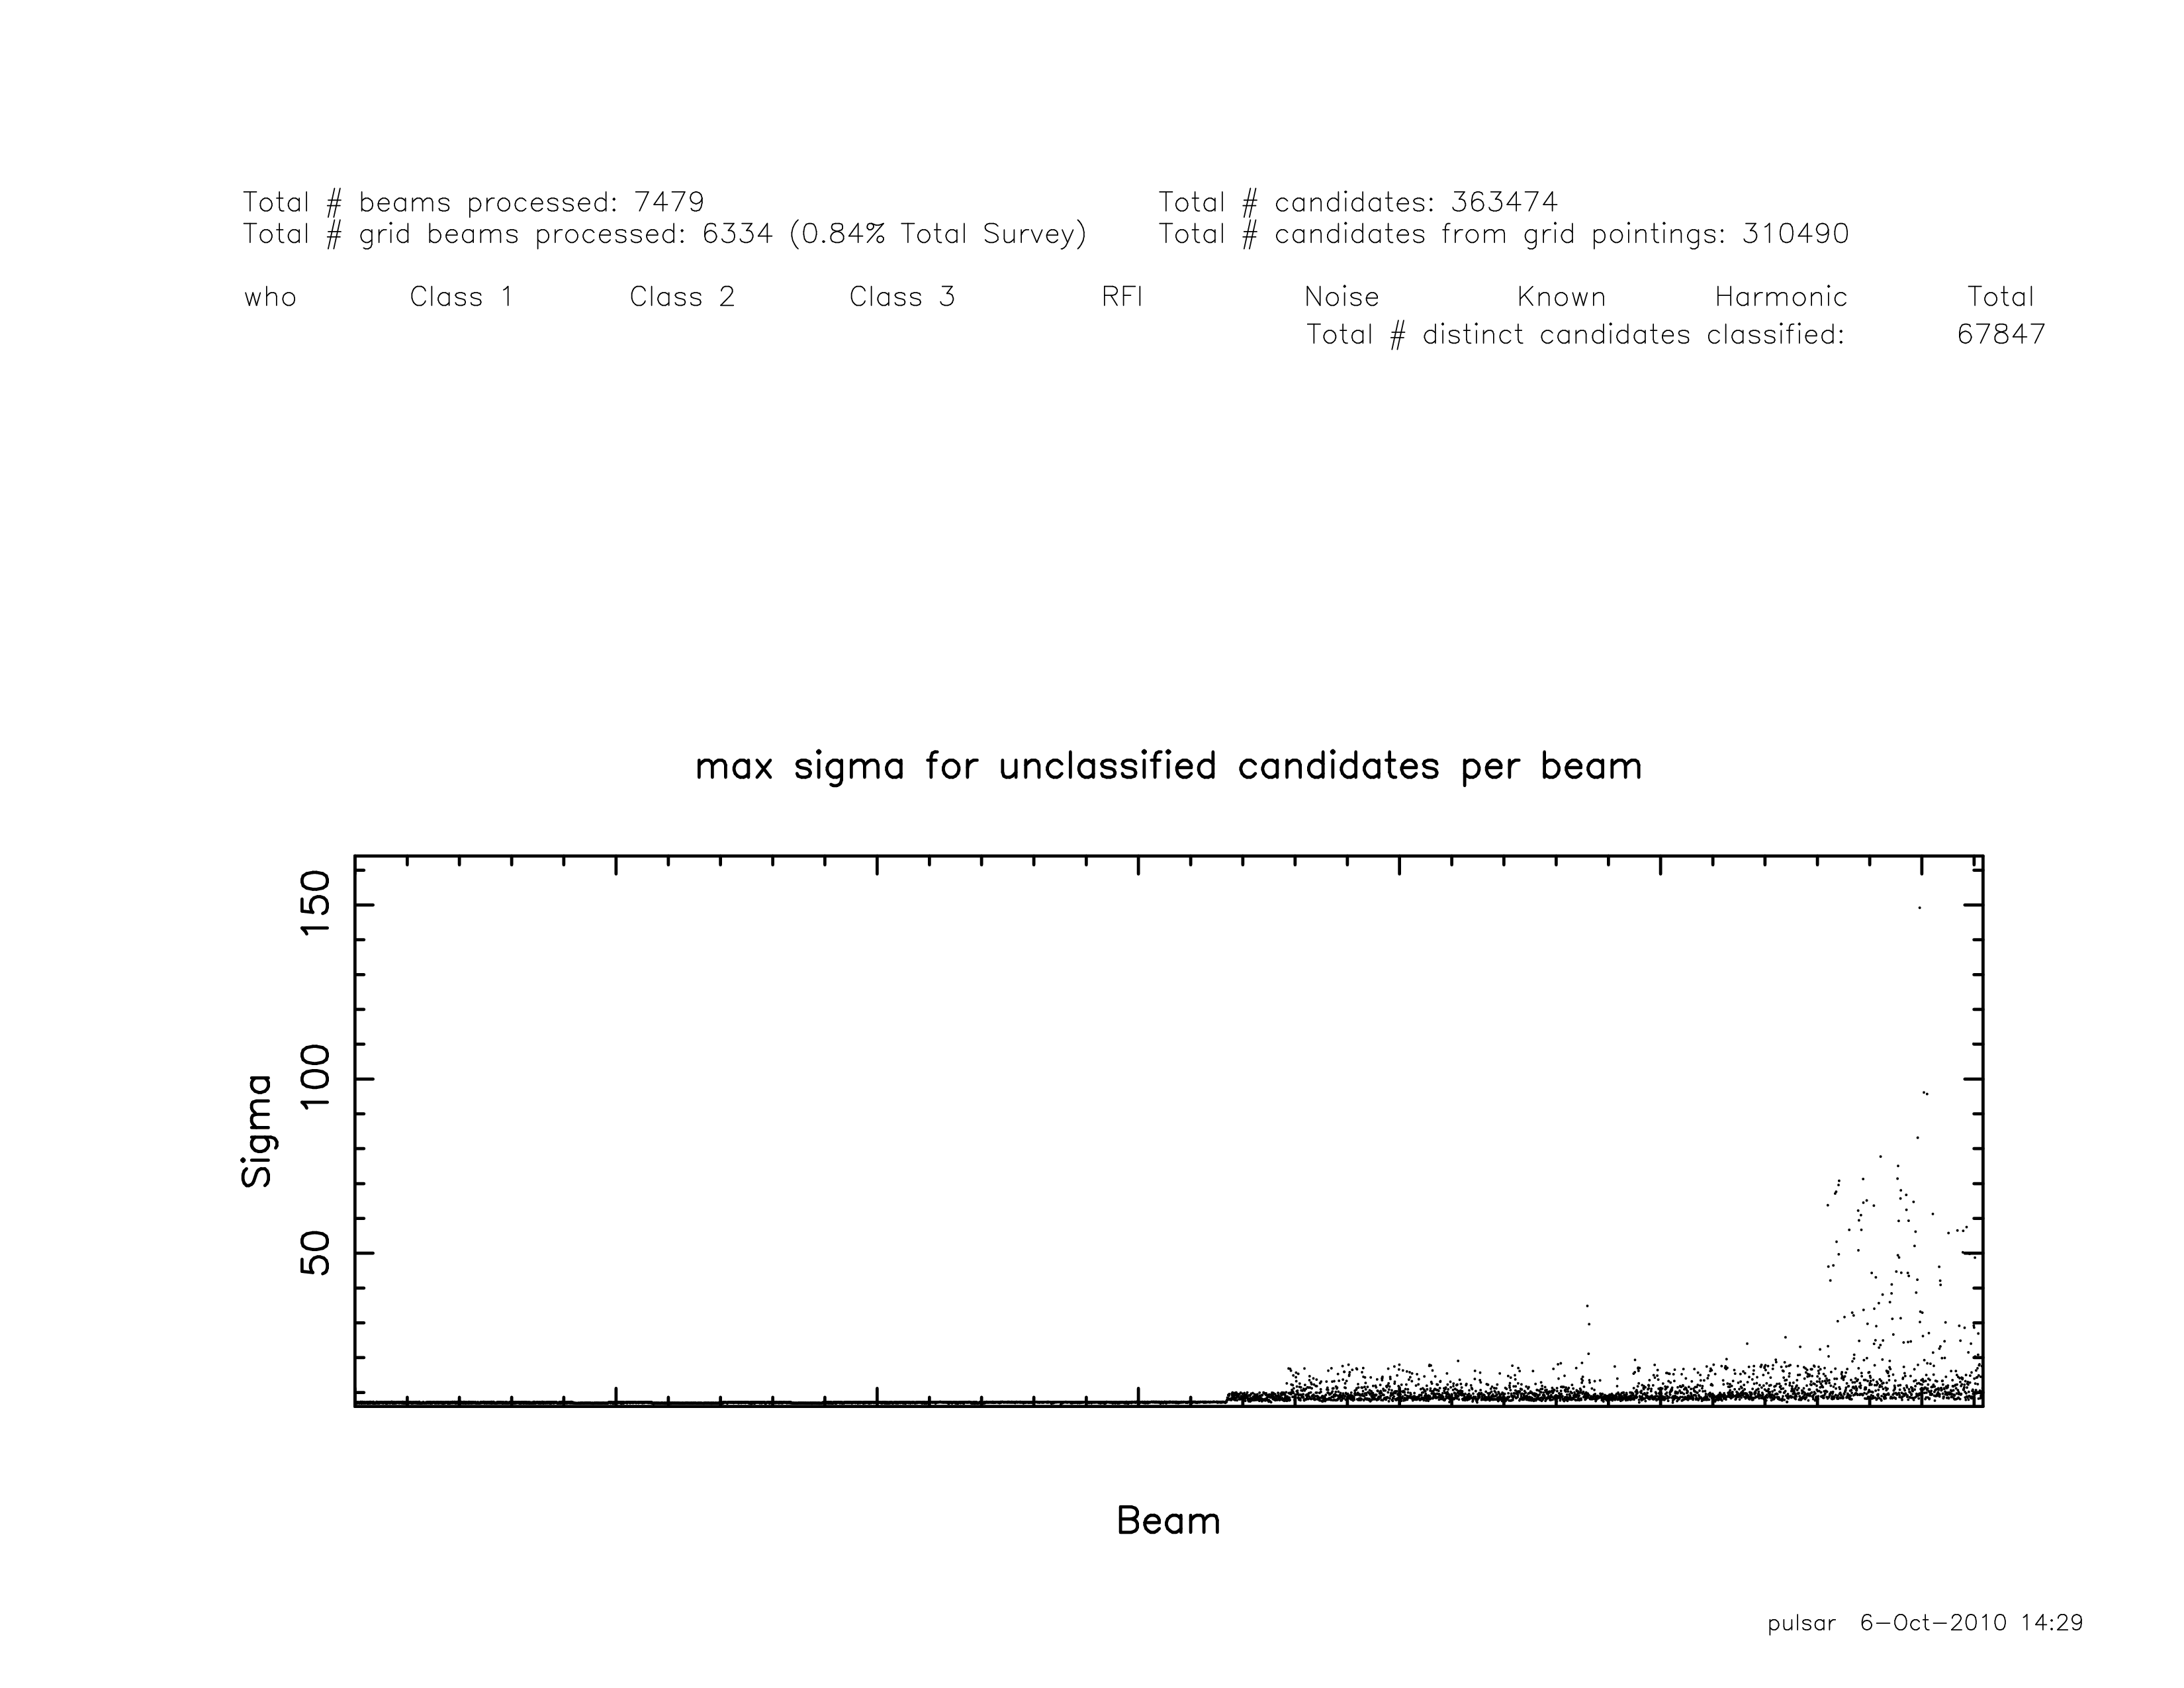 Total # beams processed: 7479 Total # candidates: 363474
Total # grid beams processed: 6334 (0.84% Total Survey) Total # candidates from grid pointings: 310490
who Class 1 Class 2 Class 3 RFI Noise Known Harmonic Total
Total # distinct candidates classified: 67847
max sigma for unclassified candidates per beam
150
100
50
Sigma
Beam
pulsar 6-Oct-2010 14:29